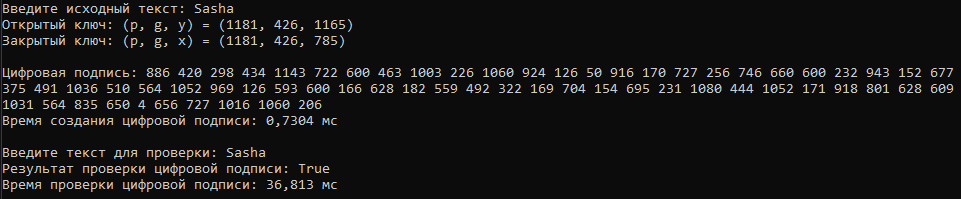 Введите исходный текст: Sasha
Открытый ключ: (p, g, y) = (1181, 426, 1165)
Закрытый ключ: (p, g, x) = (1181, 426, 785)
Цифровая подпись: 886 420 298 434 1143 722 600 463 1003 226 1060 924 126 50 916 170 727 256 746 660 600 232 943 152 677
375 491 1036 510 564 1052 969 126 593 600 166 628 182 559 492 322 169 704 154 695 231 1080 444 1052 171 918 801 628 609
1031 564 835 650 4 656 727 1016 1060 206
Время создания цифровой подписи: 0,7304 мс
Введите текст для проверки: Sasha
Результат проверки цифровой подписи: True
Время проверки цифровой подписи: 36,813 мс